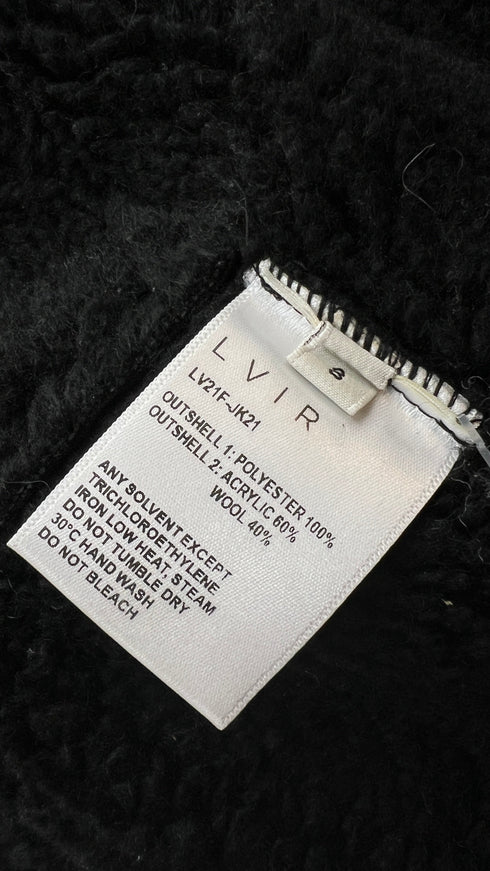 S
LVIR
LV21F-JK21
OUTSHELL 1: POLYESTER 100%
OUTSHELL 2: ACRYLIC 60%
WOOL 40%
ANY SOLVENT EXCEPT
TRICHLOROETHYLENE
IRON LOW HEAT, STEAM
DO NOT TUMBLE DRY
30°C HAND WASH
DO NOT BLEACH